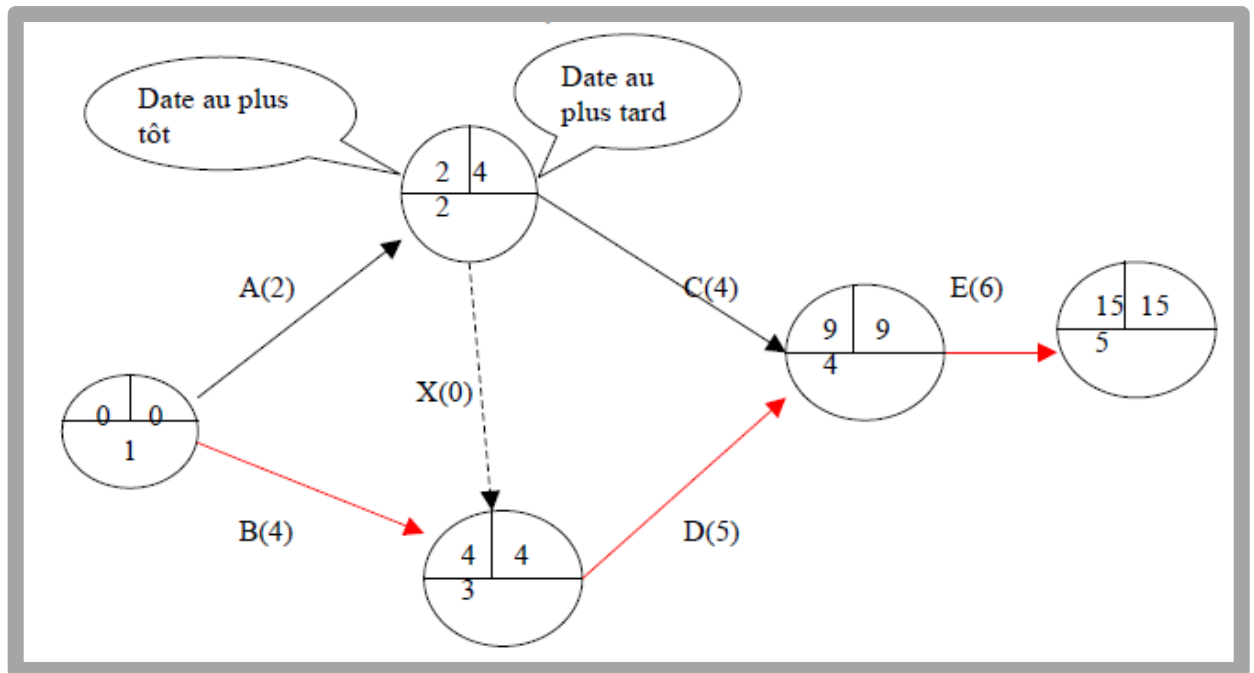 Date au plus
tôt
Date au
plus tard
2 4
2
A(2)
C(4)
E(6)
X(0)
0 0
1
9 9
4
15 15
5
B(4)
D(5)
4 4
3